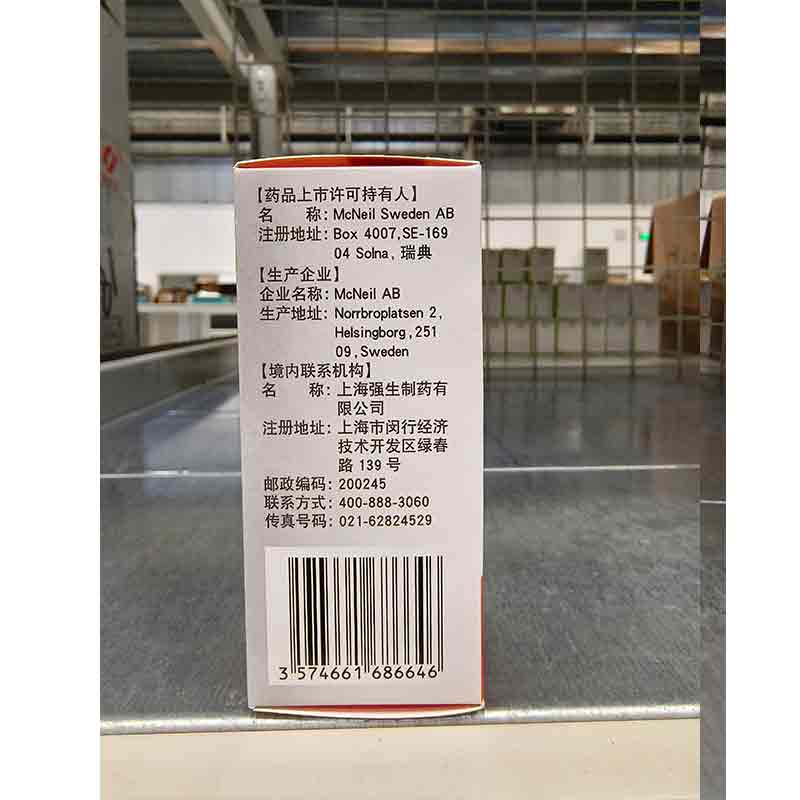 【药品上市许可持有人】
名 称: McNeil Sweden AB
注册地址: Box 4007,SE-169
04 Solna, 瑞典
【生产企业】
企业名称: McNeil AB
生产地址: Norrbroplatsen 2,
Helsingborg,251
09,Sweden
【境内联系机构】
名 称: 上海强生制药有
限公司
注册地址: 上海市闵行经济
技术开发区绿春
路 139 号
邮政编码: 200245
联系方式: 400-888-3060
传真号码: 021-62824529
3 574661 686646